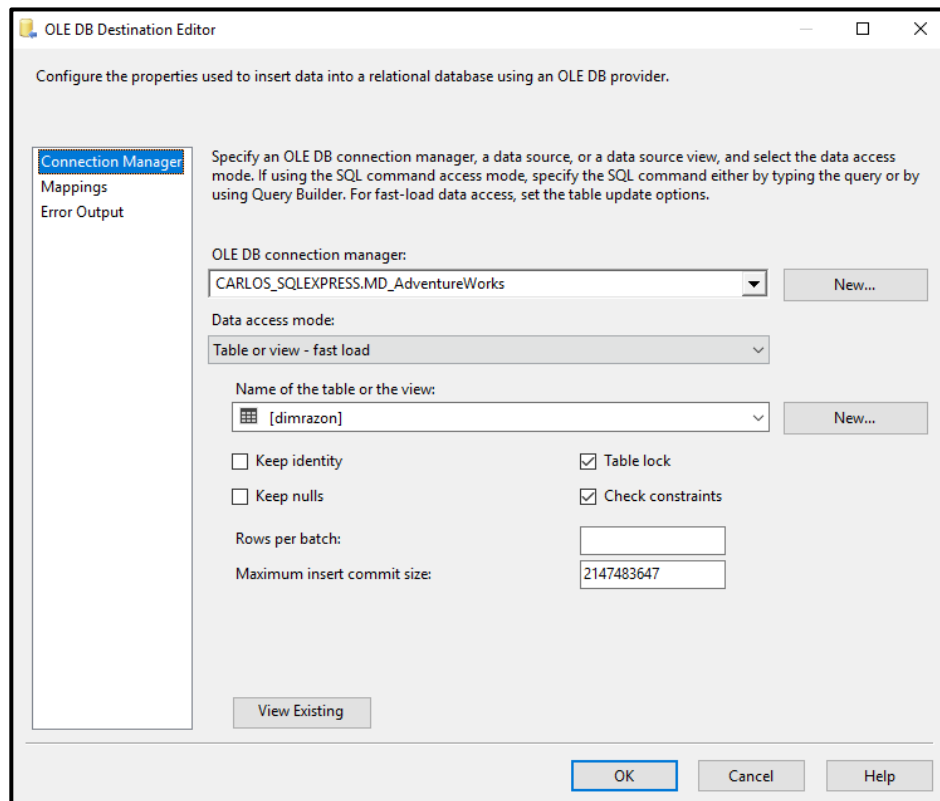 OLE DB Destination Editor
Configure the properties used to insert data into a relational database using an OLE DB provider.
Connection Manager
Mappings
Error Output
Specify an OLE DB connection manager, a data source, or a data source view, and select the data access
mode. If using the SQL command access mode, specify the SQL command either by typing the query or by
using Query Builder. For fast-load data access, set the table update options.
OLE DB connection manager:
CARLOS_SQLEXPRESS.MD_AdventureWorks
New...
Data access mode:
Table or view - fast load
Name of the table or the view:
[dimrazon]
New...
Keep identity
Table lock
Keep nulls
Check constraints
Rows per batch:
Maximum insert commit size:
2147483647
View Existing
OK
Cancel
Help